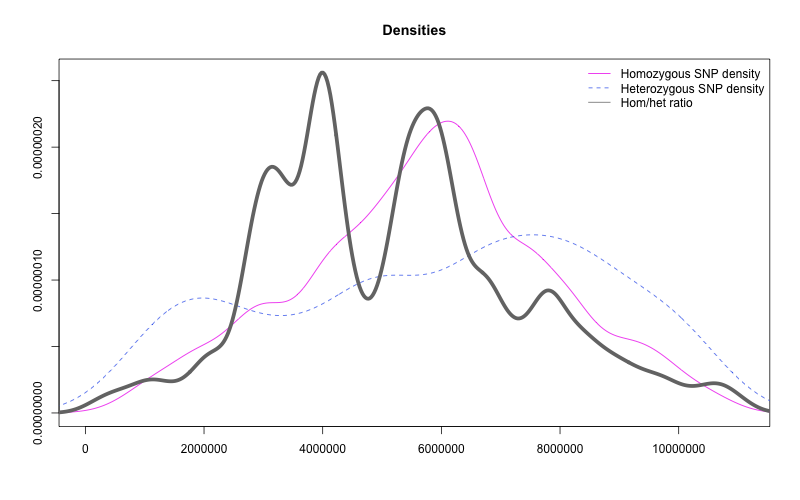 Densities
Homozygous SNP density
Heterozygous SNP density
Hom/het ratio
0.00000020
0.00000010
0.00000000
0
2000000
4000000
6000000
8000000
10000000